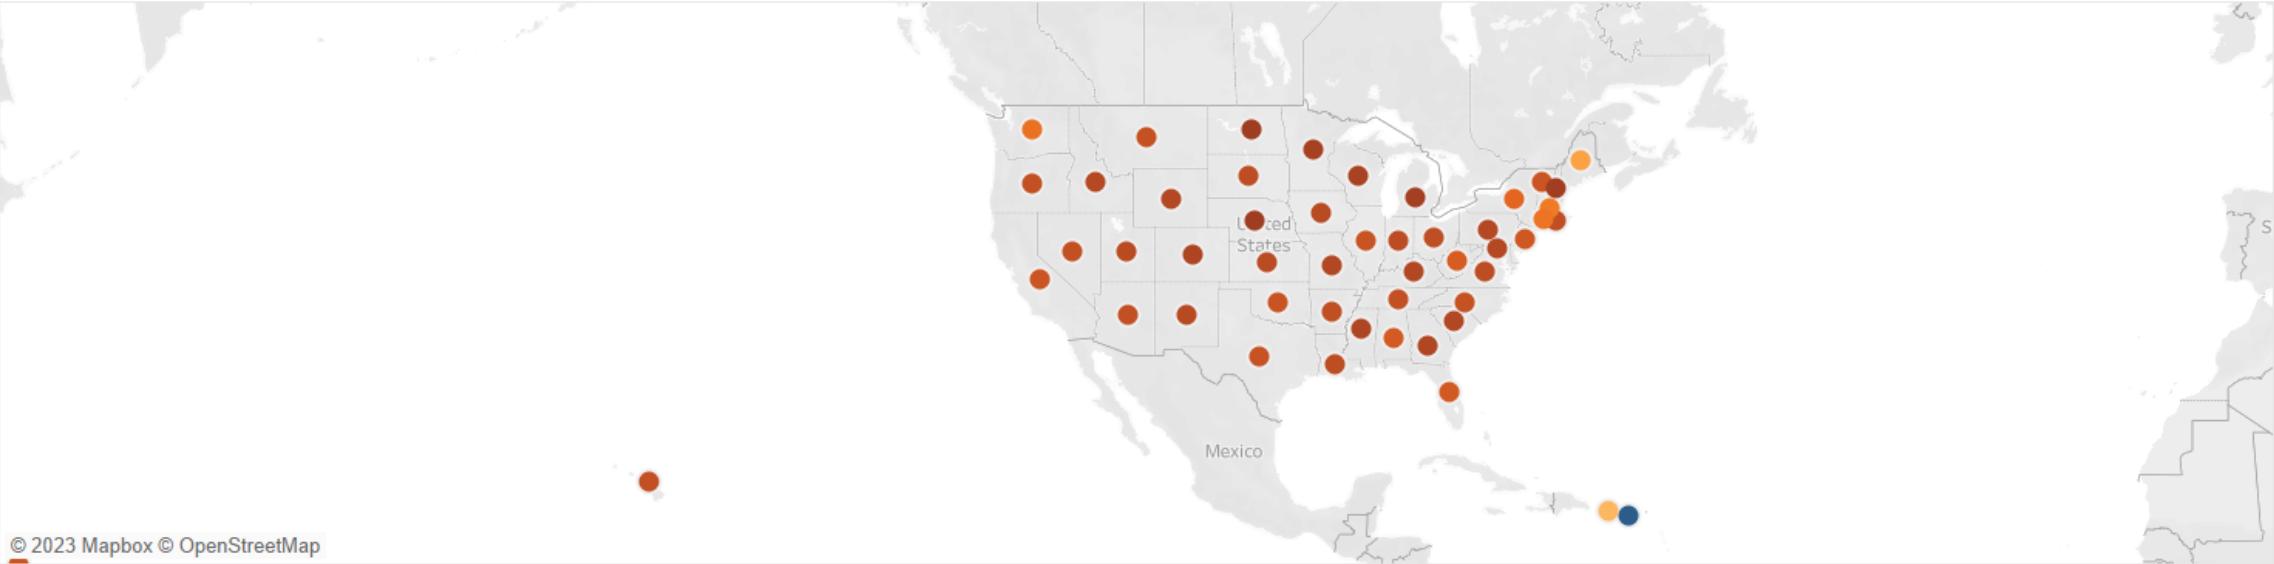 United
States
S
Mexico
© 2023 Mapbox © OpenStreetMap